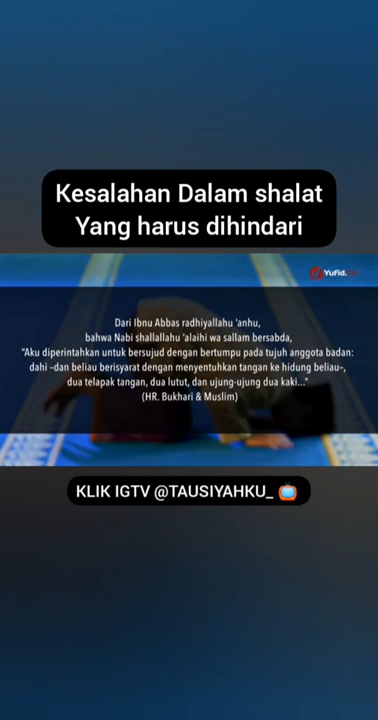 Kesalahan Dalam shalat
Yang harus dihindari
YuFid.TV
Dari Ibnu Abbas radhiyallahu ‘anhu,
bahwa Nabi shallallahu ‘alaihi wa sallam bersabda,
“Aku diperintahkan untuk bersujud dengan bertumpu pada tujuh anggota badan:
dahi –dan beliau berisyarat dengan menyentuhkan tangan ke hidung beliau–,
dua telapak tangan, dua lutut, dan ujung-ujung dua kaki...”
(HR. Bukhari & Muslim)
KLIK IGTV @TAUSIYAHKU_